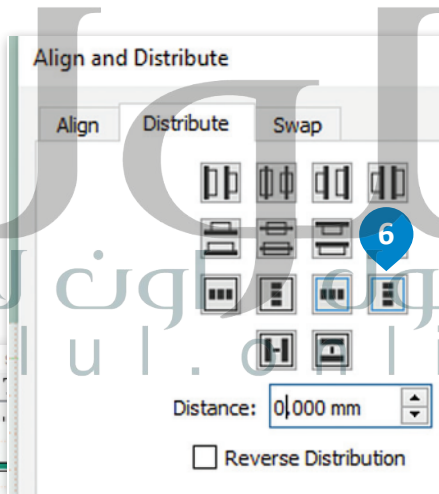 Align and Distribute
Align Distribute Swap
6
Distance: 0.000 mm
Reverse Distribution